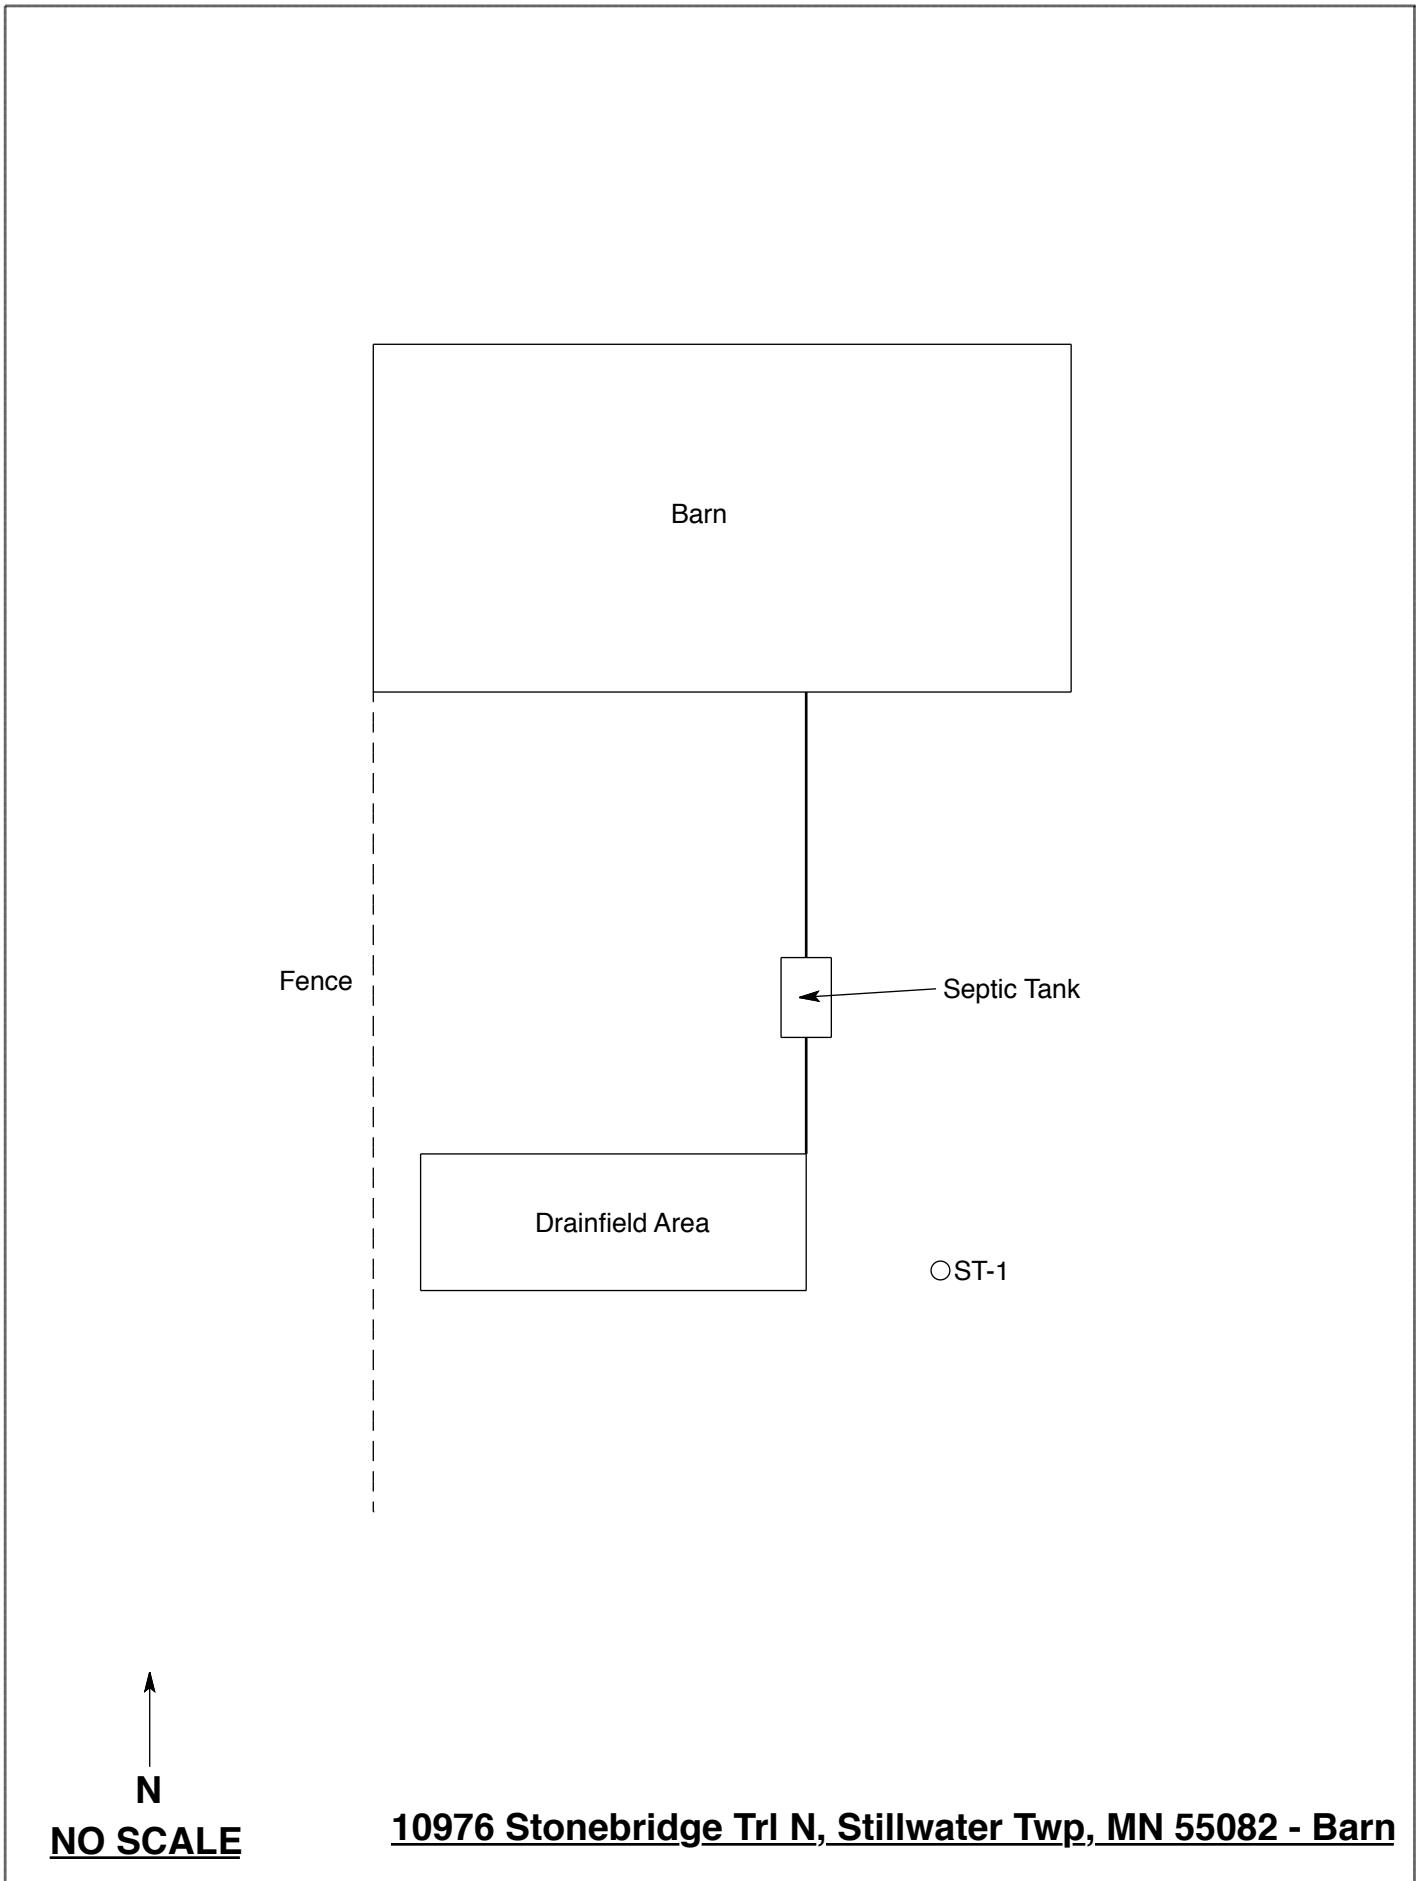 Barn
Fence
Septic Tank
Drainfield Area
ST-1
N
NO SCALE
10976 Stonebridge Trl N, Stillwater Twp, MN 55082 - Barn